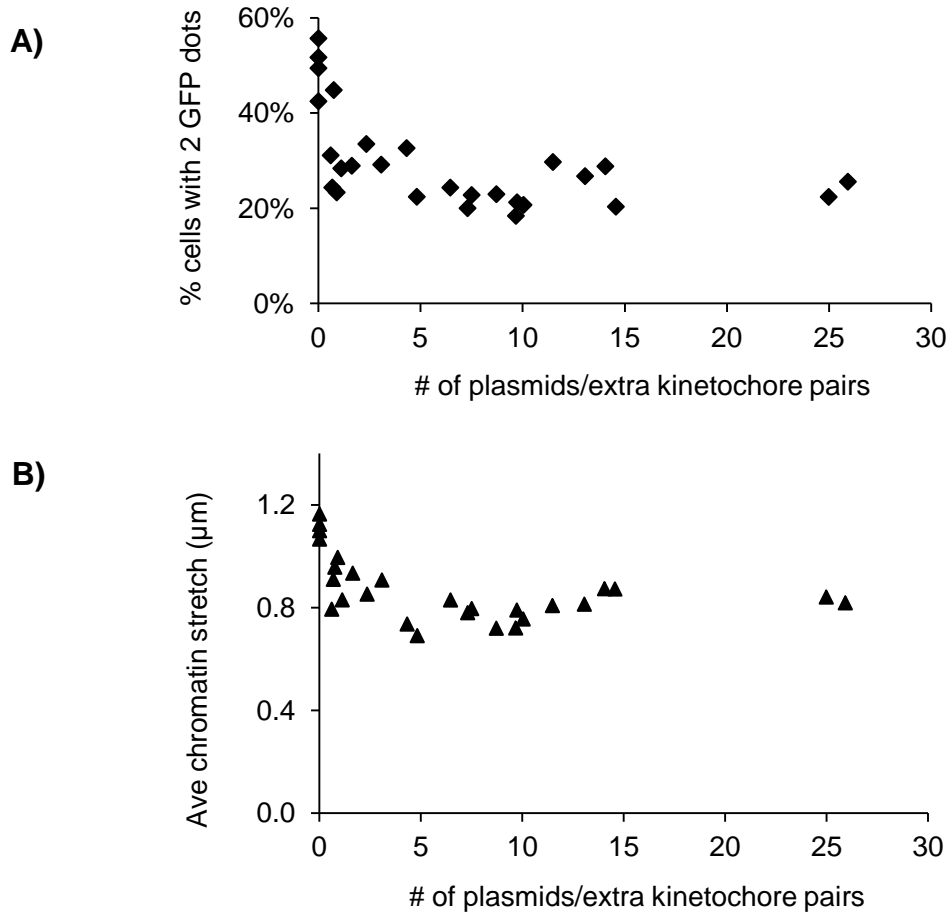 A)
% cells with 2 GFP dots
60%
40%
20%
0%
0 5 10 15 20 25 30
# of plasmids/extra kinetochore pairs
B)
Ave chromatin stretch (µm)
1.2
0.8
0.4
0.0
0 5 10 15 20 25 30
# of plasmids/extra kinetochore pairs